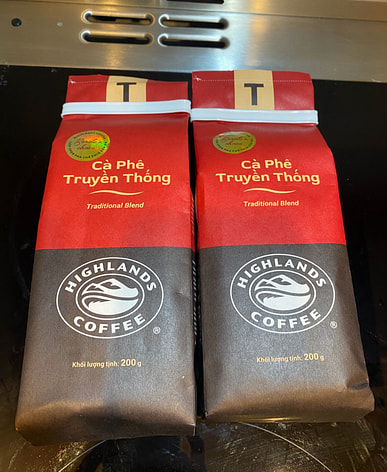 T
Cà Phê
Truyền Thống
Traditional Blend
HIGHLANDS
COFFEE
®
Khối lượng tịnh: 200 g
T
Cà Phê
Truyền Thống
Traditional Blend
HIGHLANDS
COFFEE
®
Khối lượng tịnh: 200 g